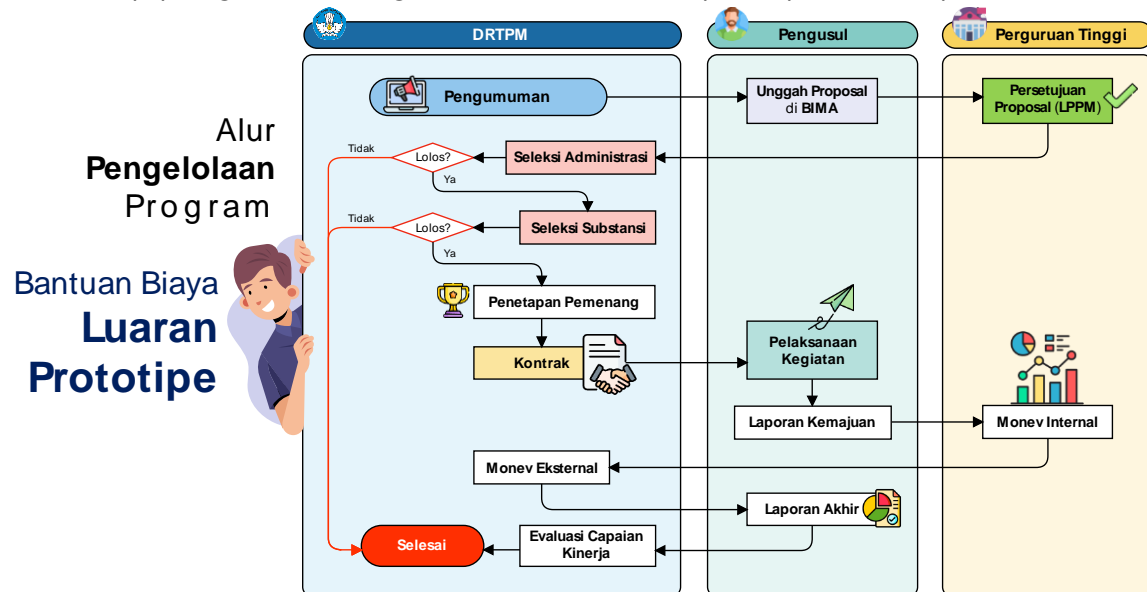 DRTPM
Pengusul
Perguruan Tinggi
Alur
Pengelolaan
Program
Bantuan Biaya
Luaran
Prototipe
Pengumuman
Unggah Proposal
di BIMA
Persetujuan
Proposal (LPPM)
Tidak
Lolos?
Seleksi Administrasi
Ya
Tidak
Lolos?
Seleksi Substansi
Ya
Penetapan Pemenang
Kontrak
Pelaksanaan
Kegiatan
Laporan Kemajuan
Monev Internal
Monev Eksternal
Laporan Akhir
Evaluasi Capaian
Kinerja
Selesai